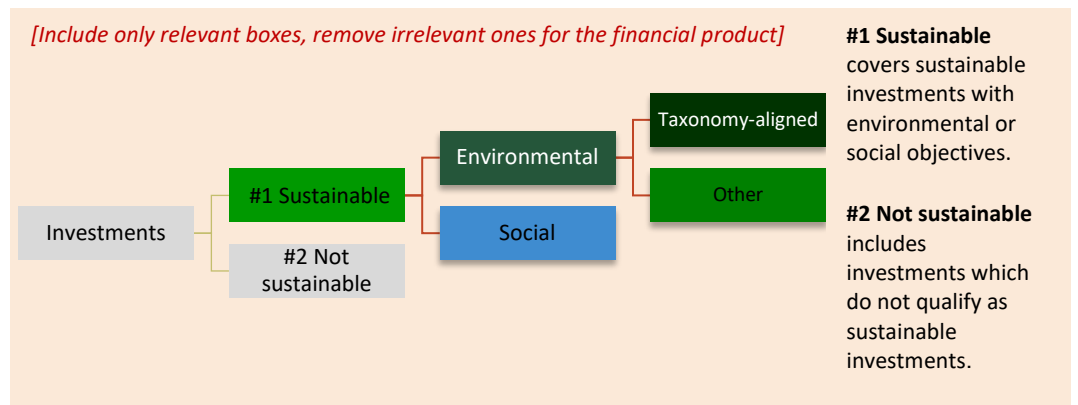 [Include only relevant boxes, remove irrelevant ones for the financial product]
Investments
#1 Sustainable
#2 Not
sustainable
Environmental
Social
Taxonomy-aligned
Other
#1 Sustainable
covers sustainable
investments with
environmental or
social objectives.
#2 Not sustainable
includes
investments which
do not qualify as
sustainable
investments.